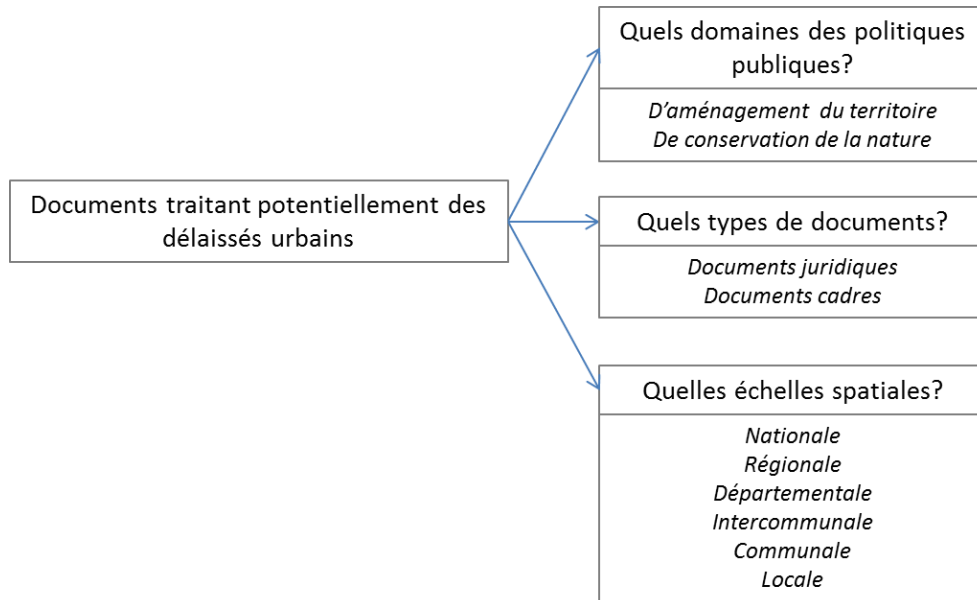 Documents traitant potentiellement des
délaissés urbains
Quels domaines des politiques
publiques?
D'aménagement du territoire
De conservation de la nature
Quels types de documents?
Documents juridiques
Documents cadres
Quelles échelles spatiales?
Nationale
Régionale
Départementale
Intercommunale
Communale
Locale